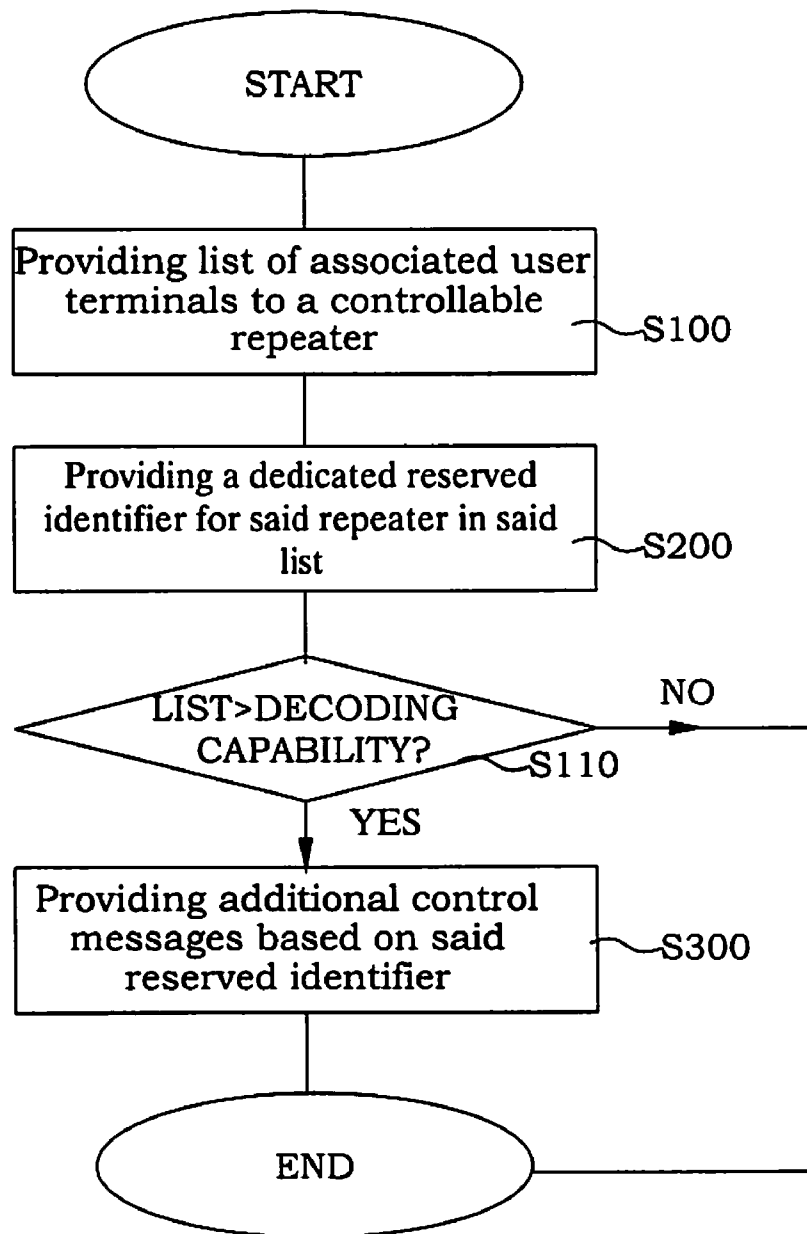 START
Providing list of associated user
terminals to a controllable
repeater
S100
Providing a dedicated reserved
identifier for said repeater in said
list
S200
LIST>DECODING
CAPABILITY?
NO
S110
YES
Providing additional control
messages based on said
reserved identifier
S300
END